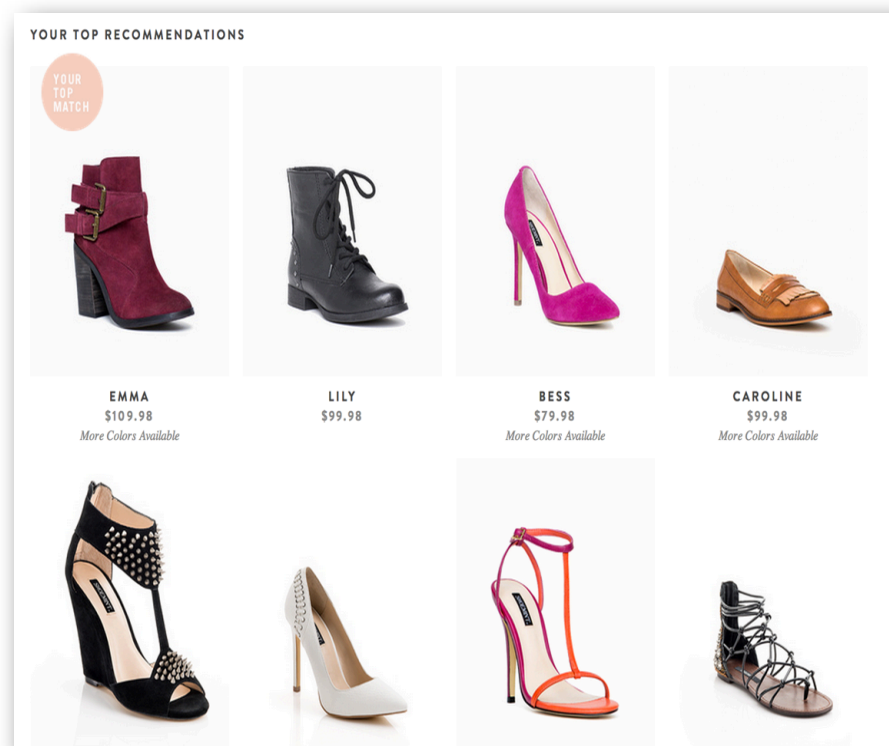 YOUR TOP RECOMMENDATIONS
YOUR
TOP
MATCH
EMMA
$109.98
More Colors Available
LILY
$99.98
BESS
$79.98
More Colors Available
CAROLINE
$99.98
More Colors Available